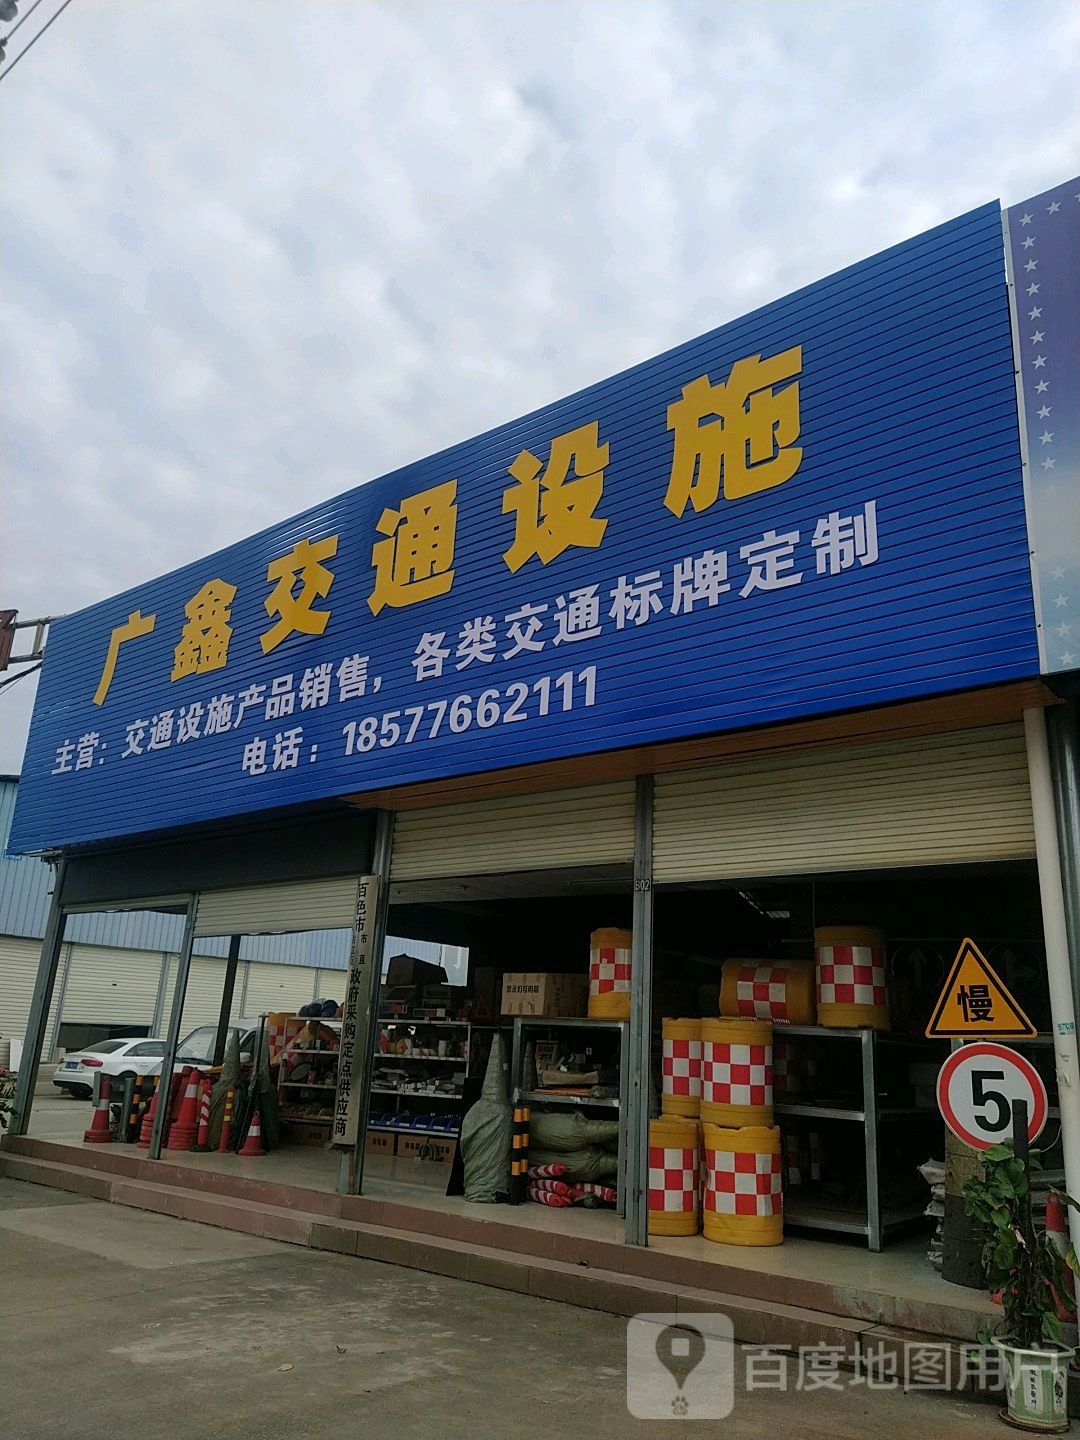 广鑫交通设施
主营：交通设施产品销售，各类交通标牌定制
电话：18577662111
百色市
市直
政府采购定点供应商
302
慢
5
百度地图用户